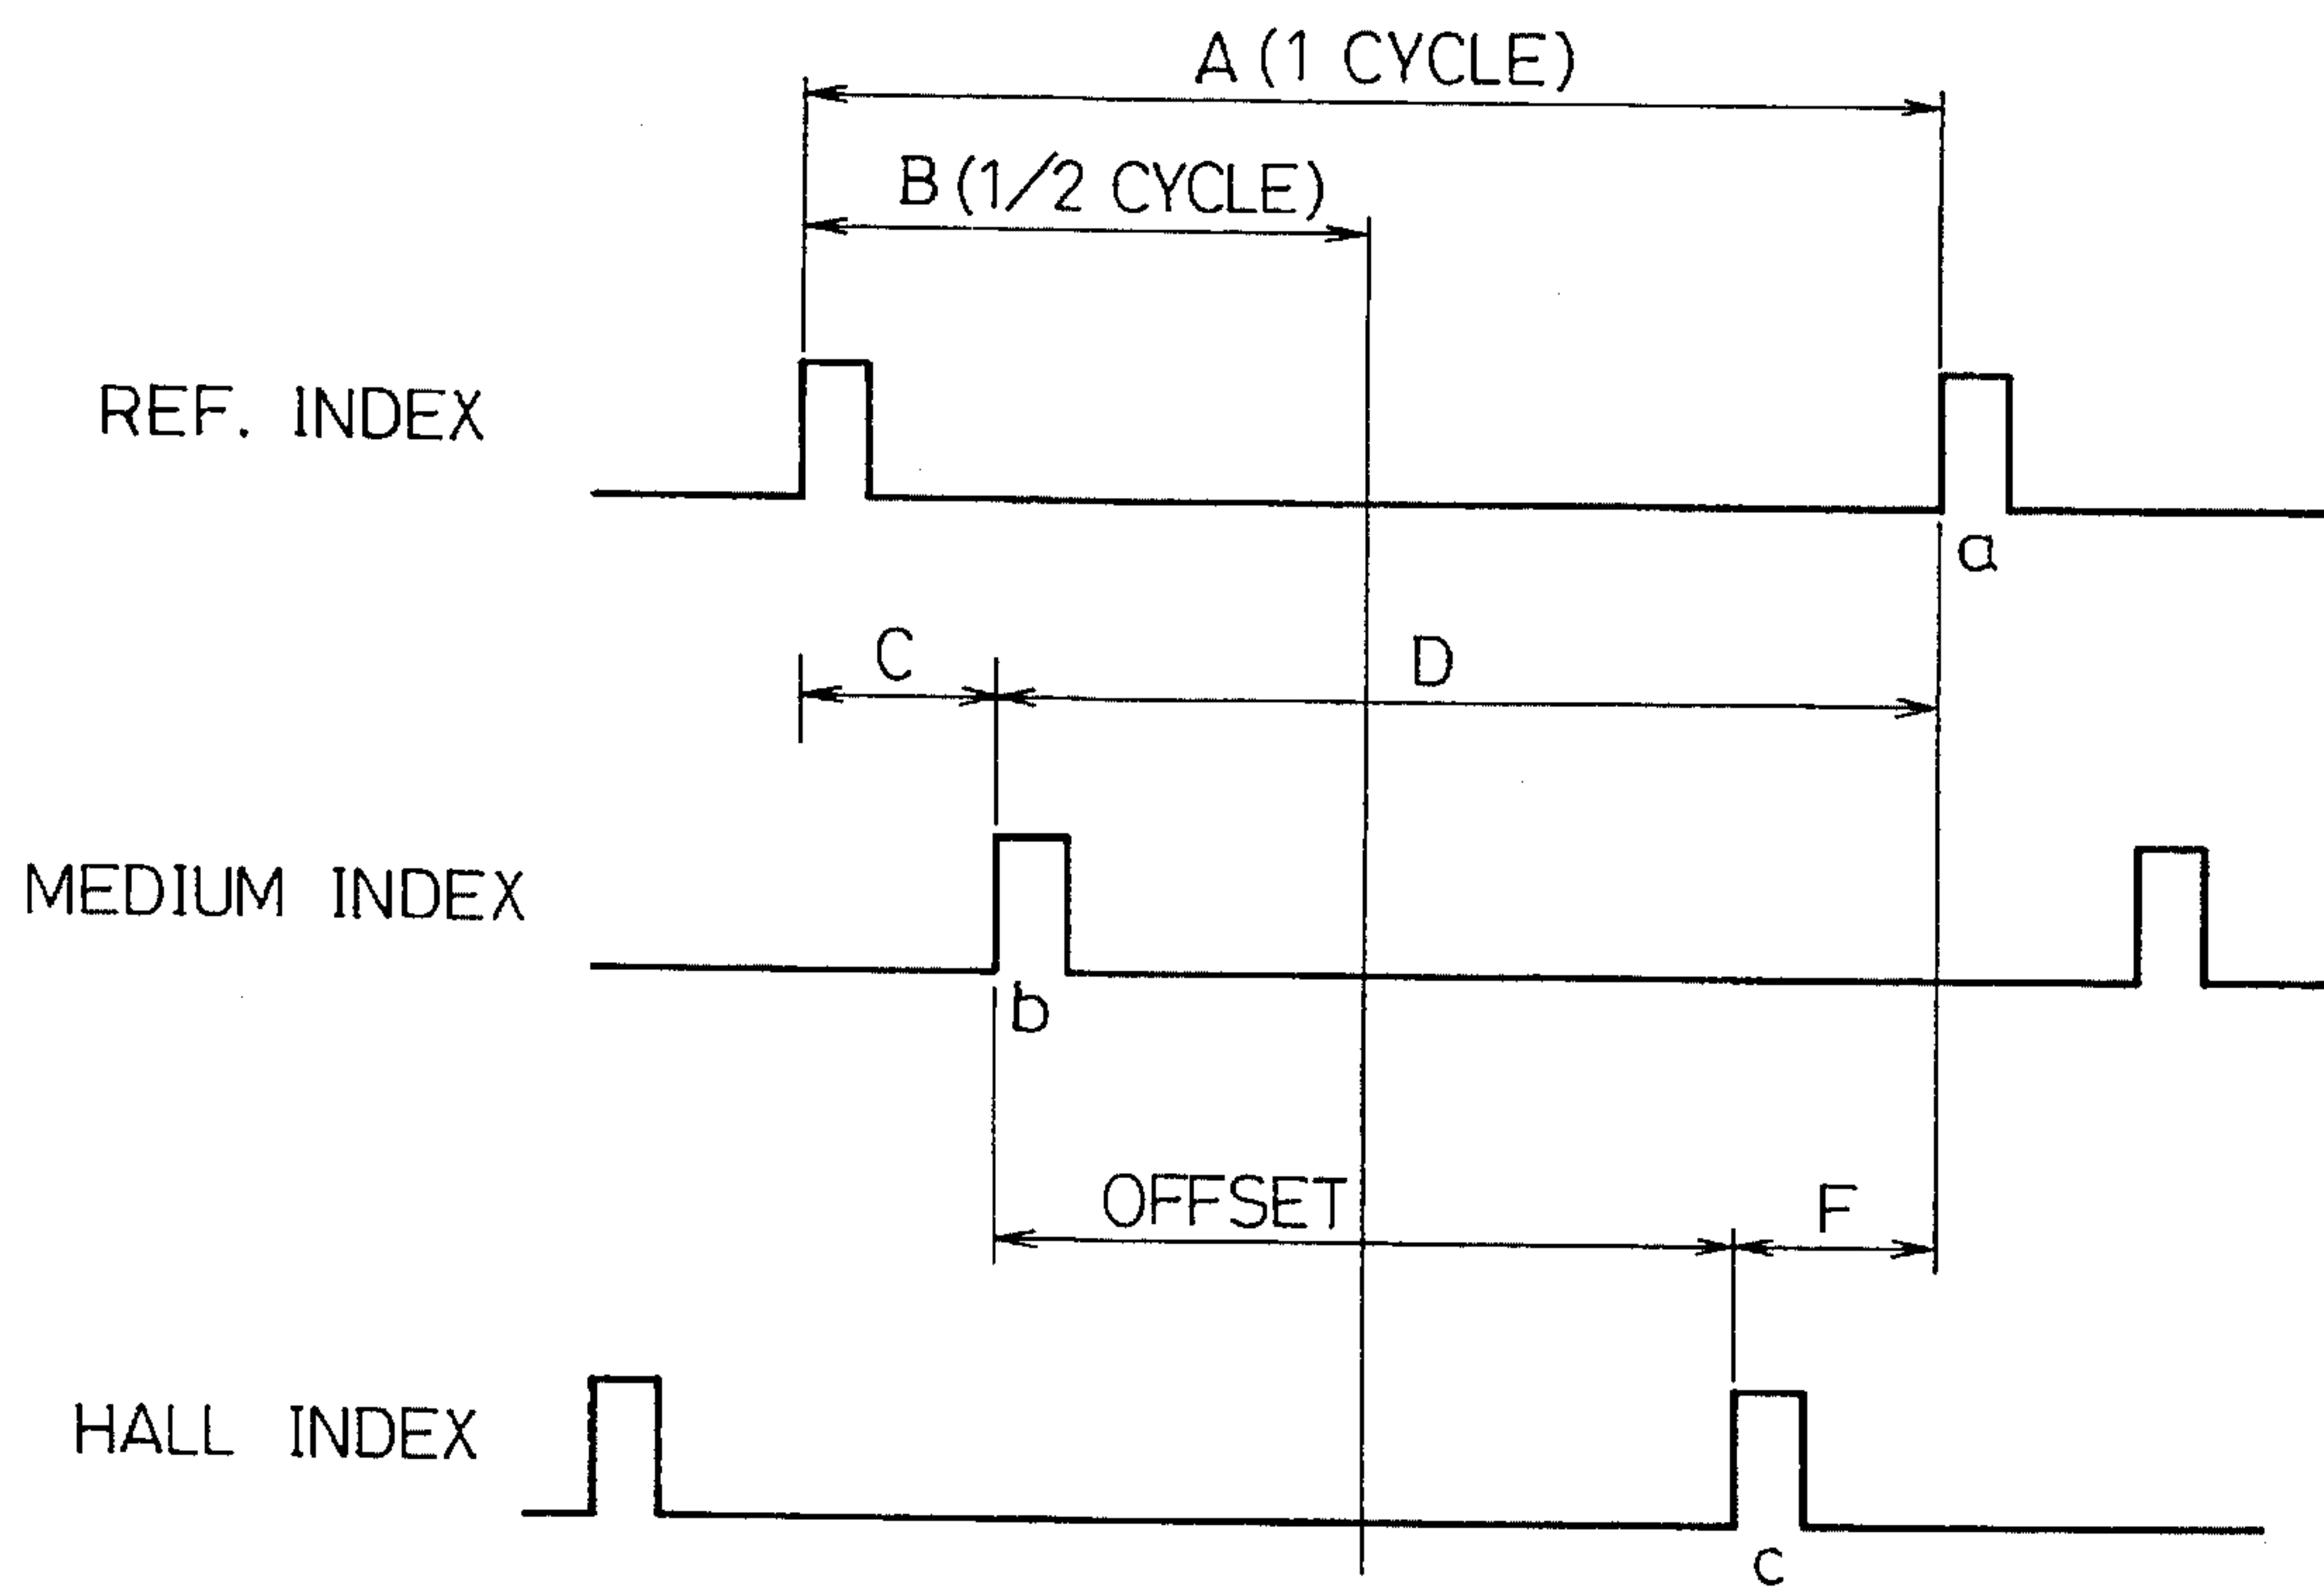 A (1 CYCLE)
B (1/2 CYCLE)
REF. INDEX
a
C
D
MEDIUM INDEX
b
OFFSET
F
HALL INDEX
c